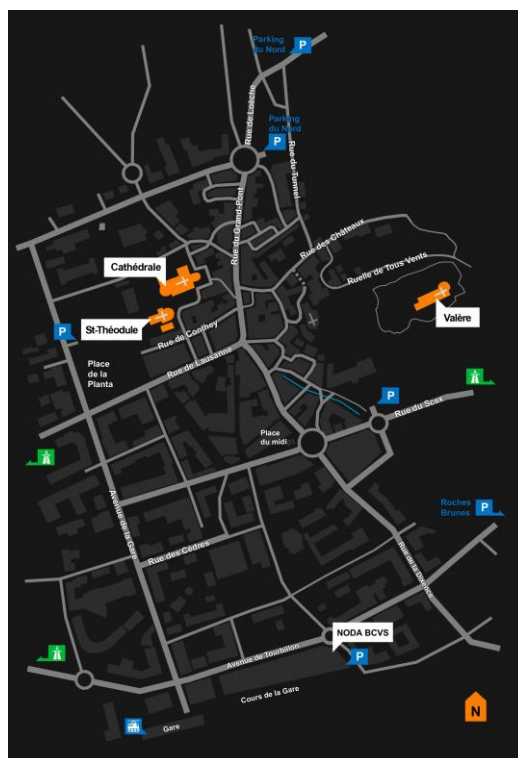 Parking
du Nord
P
Rue de Loèche
Parking
du Nord
P
Rue du Tunnel
Rue du Grand-Pont
Rue des Châteaux
Ruelle de Tous Vents
Cathédrale
Valère
St-Théodule
P
Rue de Conthey
Rue de Lausanne
Place
de la
Planta
P
Rue du Scex
Place
du midi
Roches
Brunes
P
Avenue de la Gare
Rue des Cèdres
Rue de la Dixence
NODA BCVS
P
Avenue de Tourbillon
Cours de la Gare
Gare
N